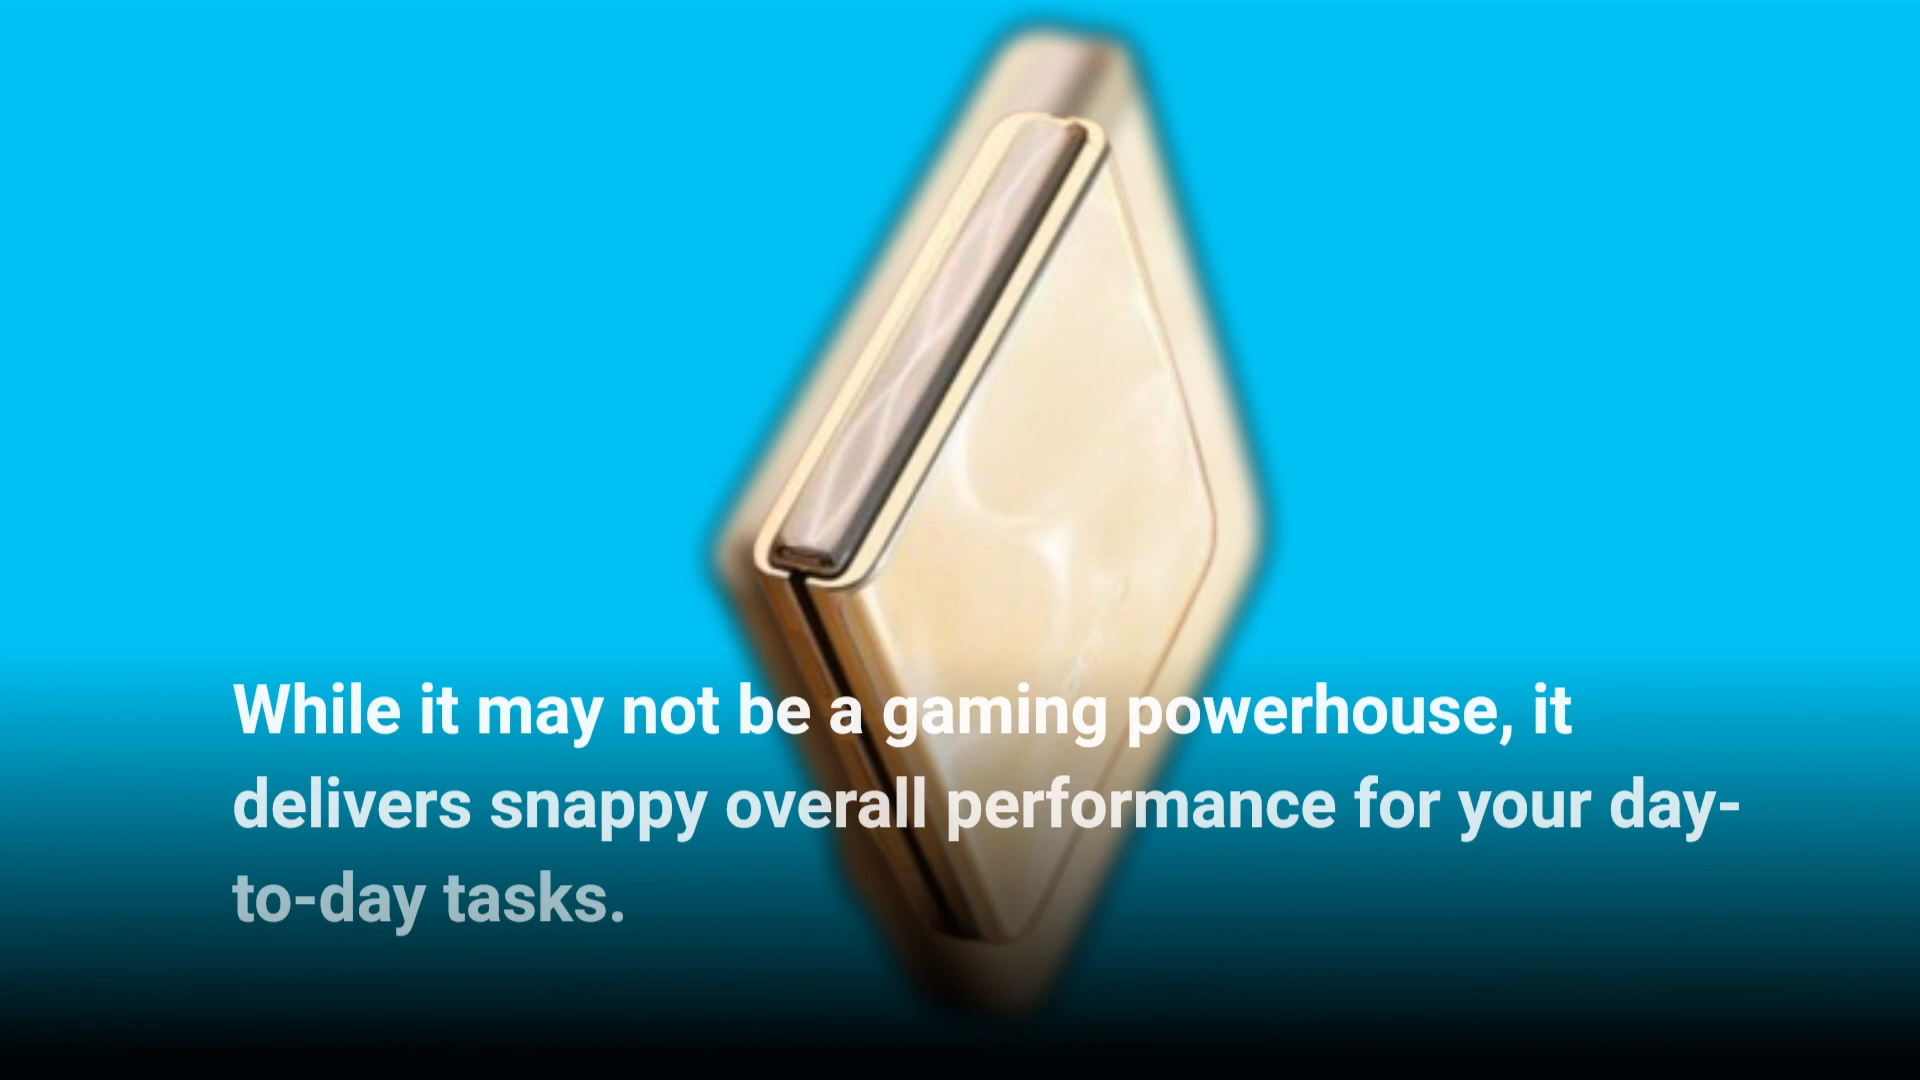 While it may not be a gaming powerhouse, it
delivers snappy overall performance for your day-
to-day tasks.